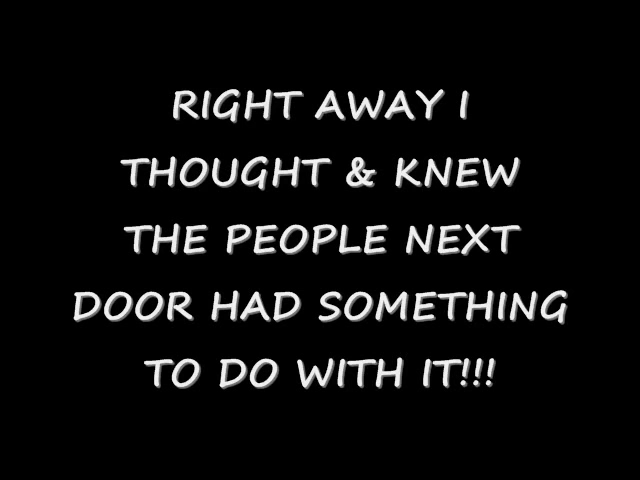 RIGHT AWAY I
THOUGHT & KNEW
THE PEOPLE NEXT
DOOR HAD SOMETHING
TO DO WITH IT!!!